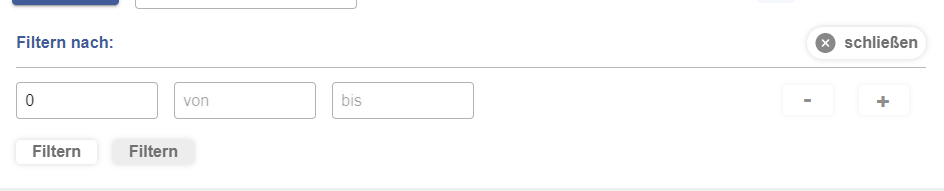 Filtern nach: schließen
0 von bis - +
Filtern Filtern